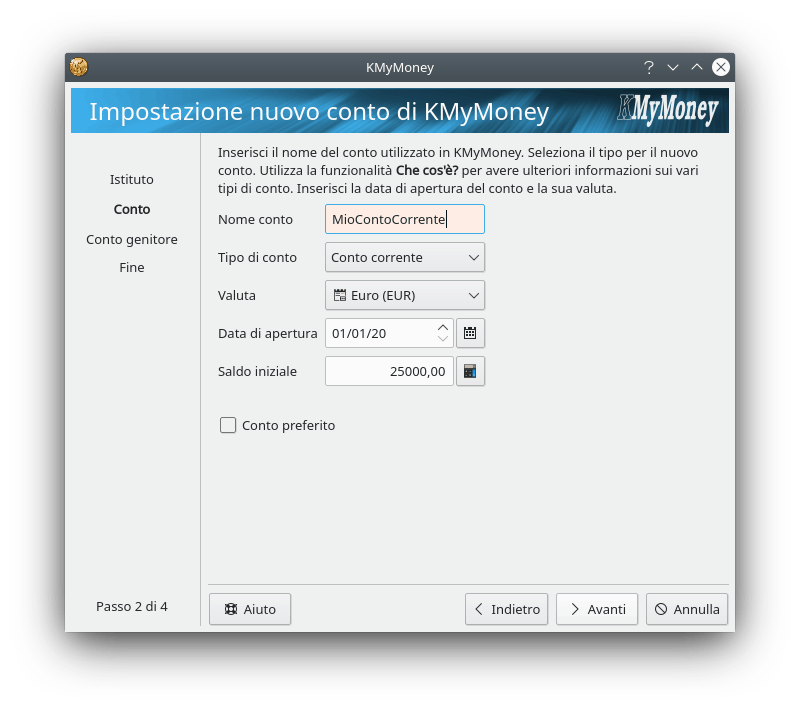 KMyMoney
?
Impostazione nuovo conto di KMyMoney
KMyMoney
Istituto
Conto
Conto genitore
Fine
Inserisci il nome del conto utilizzato in KMyMoney. Seleziona il tipo per il nuovo
conto. Utilizza la funzionalità Che cos'è? per avere ulteriori informazioni sui vari
tipi di conto. Inserisci la data di apertura del conto e la sua valuta.
Nome conto MioContoCorrente
Tipo di conto Conto corrente
Valuta Euro (EUR)
Data di apertura 01/01/20
Saldo iniziale 25000,00
Conto preferito
Passo 2 di 4
Aiuto Indietro Avanti Annulla